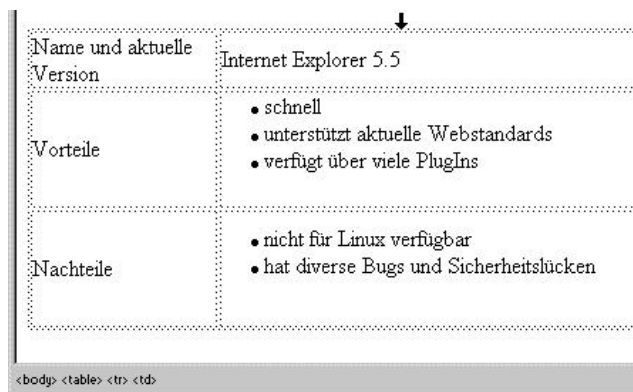 Name und aktuelle
Version
Internet Explorer 5.5
Vorteile
• schnell
• unterstützt aktuelle Webstandards
• verfügt über viele PlugIns
Nachteile
• nicht für Linux verfügbar
• hat diverse Bugs und Sicherheitslücken
<body> <table> <tr> <td>